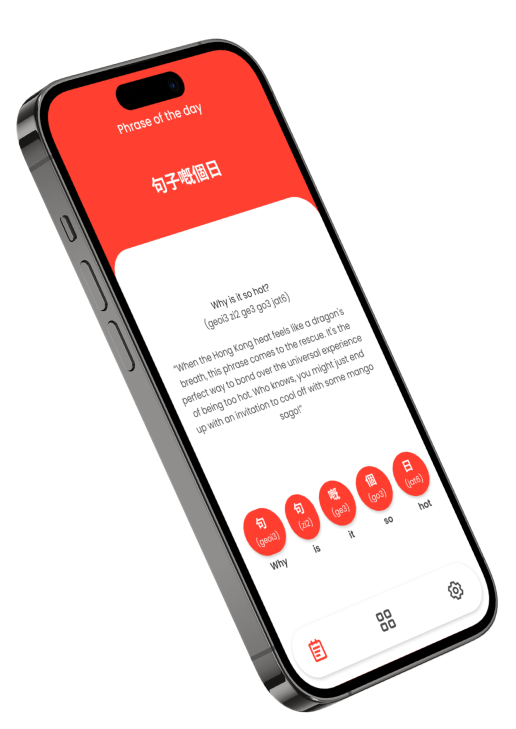 Phrase of the day
句子嘅個日
Why is it so hot?
(geoi3 zi2 ge3 go3 jat6)
"When the Hong Kong heat feels like a dragon's
breath, this phrase comes to the rescue. It's the
perfect way to bond over the universal experience
of being too hot. Who knows, you might just end
up with an invitation to cool off with some mango
sago!"
句 句 嘅 個 日
(geoi3) (zi2) (ge3) (go3) (jat6)
Why is it so hot